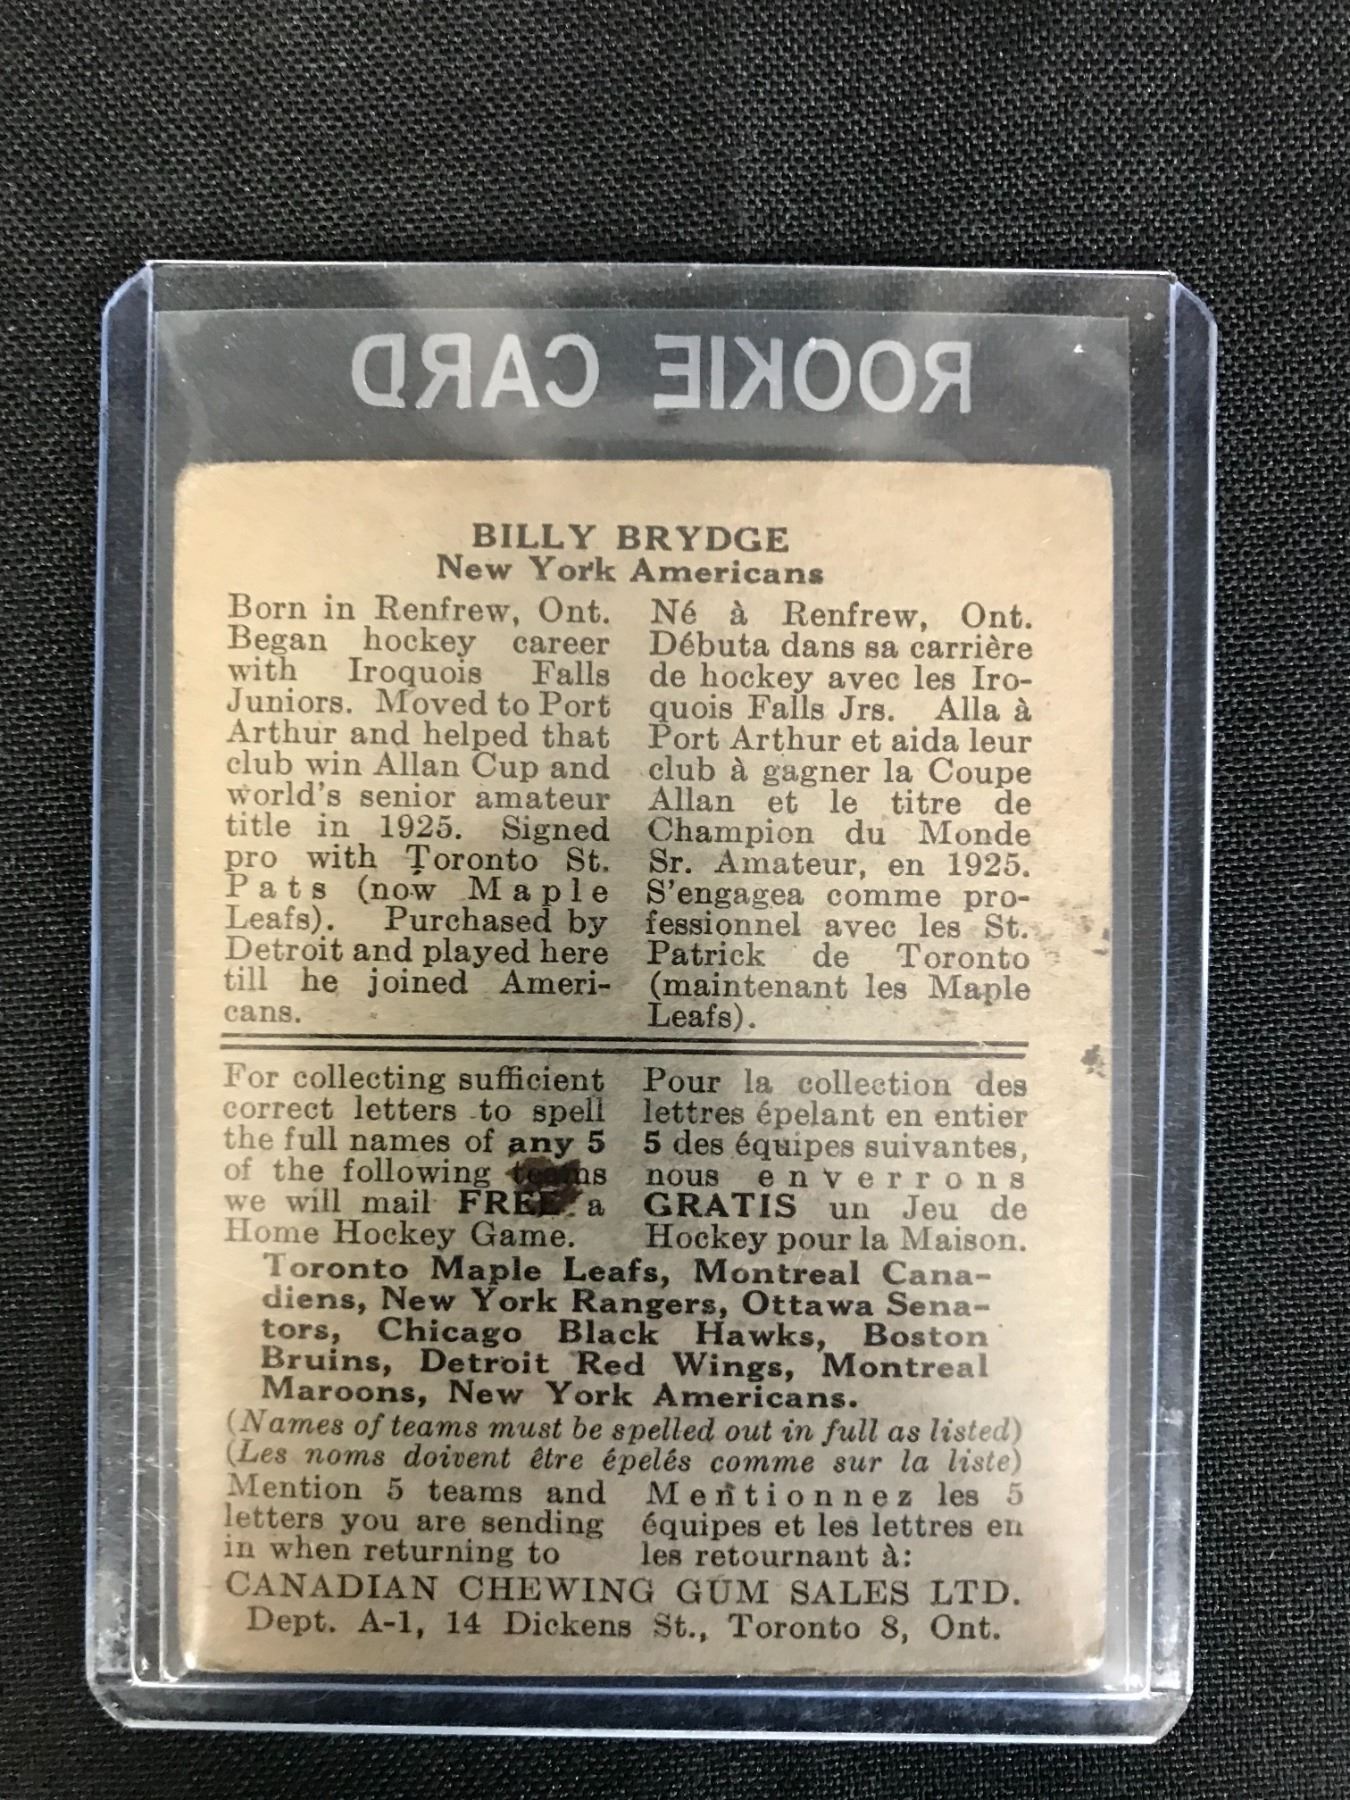 ROOKIE CARD
BILLY BRYDGE
New York Americans
Born in Renfrew, Ont.
Began hockey career
with Iroquois Falls
Juniors. Moved to Port
Arthur and helped that
club win Allan Cup and
world's senior amateur
title in 1925. Signed
pro with Toronto St.
Pats (now Maple
Leafs). Purchased by
Detroit and played here
till he joined Ameri-
cans.
Né à Renfrew, Ont.
Débuta dans sa carrière
de hockey avec les Iro-
quois Falls Jrs. Alla à
Port Arthur et aida leur
club à gagner la Coupe
Allan et le titre de
Champion du Monde
Sr. Amateur, en 1925.
S'engagea comme pro-
fessionnel avec les St.
Patrick de Toronto
(maintenant les Maple
Leafs).
For collecting sufficient
correct letters to spell
the full names of any 5
of the following teams
we will mail FREE a
Home Hockey Game.
Pour la collection des
lettres épelant en entier
5 des équipes suivantes,
nous enverrons
GRATIS un Jeu de
Hockey pour la Maison.
Toronto Maple Leafs, Montreal Cana-
diens, New York Rangers, Ottawa Sena-
tors, Chicago Black Hawks, Boston
Bruins, Detroit Red Wings, Montreal
Maroons, New York Americans.
(Names of teams must be spelled out in full as listed)
(Les noms doivent être épelés comme sur la liste)
Mention 5 teams and
letters you are sending
in when returning to
Mentionnez les 5
équipes et les lettres en
les retournant à:
CANADIAN CHEWING GUM SALES LTD.
Dept. A-1, 14 Dickens St., Toronto 8, Ont.